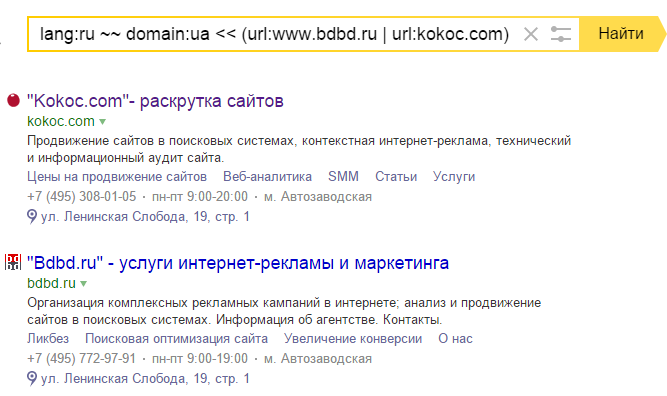 lang:ru ~~ domain:ua << (url:www.bdbd.ru | url:kokoc.com) Найти
"Kokoc.com"- раскрутка сайтов
kokoc.com
Продвижение сайтов в поисковых системах, контекстная интернет-реклама, технический
и информационный аудит сайта.
Цены на продвижение сайтов Веб-аналитика SMM Статьи Услуги
+7 (495) 308-01-05 · пн-пт 9:00-20:00 · м. Автозаводская
ул. Ленинская Слобода, 19, стр. 1
"Bdbd.ru" - услуги интернет-рекламы и маркетинга
bdbd.ru
Организация комплексных рекламных кампаний в интернете; анализ и продвижение
сайтов в поисковых системах. Информация об агентстве. Контакты.
Ликбез Поисковая оптимизация сайта Увеличение конверсии О нас
+7 (495) 772-97-91 · пн-пт 9:00-19:00 · м. Автозаводская
ул. Ленинская Слобода, 19, стр. 1